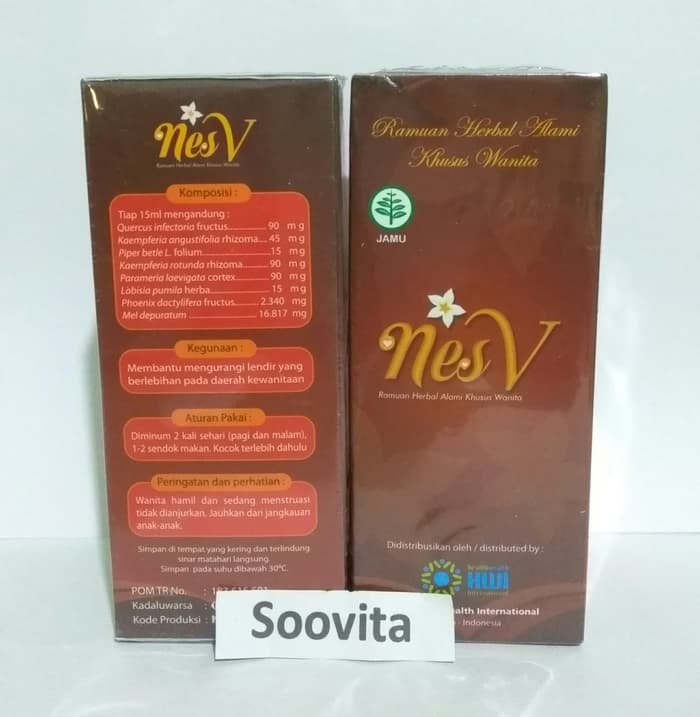 nesV
Ramuan Herbal Alami Khusus Wanita
Komposisi :
Tiap 15ml mengandung :
Quercus infectoria fructus............... 90 mg
Kaempferia angustifolia rhizoma.... 45 mg
Piper betle L. folium......................15 mg
Kaempferia rotunda rhizoma........ 90 mg
Parameria laevigata cortex........... 90 mg
Labisia pumila herba.................. 15 mg
Phoenix dactylifera fructus...... 2.340 mg
Mel depuratum ..................... 16.817 mg
Kegunaan :
Membantu mengurangi lendir yang
berlebihan pada daerah kewanitaan
Aturan Pakai :
Diminum 2 kali sehari (pagi dan malam),
1-2 sendok makan. Kocok terlebih dahulu
Peringatan dan perhatian :
Wanita hamil dan sedang menstruasi
tidak dianjurkan, Jauhkan dari jangkauan
anak-anak.
Simpan di tempat yang kering dan terlindung
sinar matahari langsung.
Simpan pada suhu dibawah 30°C.
POM TR No. :
Kadaluwarsa :
Kode Produksi :
Ramuan Herbal Alami
Khusus Wanita
JAMU
nesV
Ramuan Herbal Alami Khusus Wanita
Didistribusikan oleh / distributed by :
HWI
International
ealth International
- Indonesia
Soovita